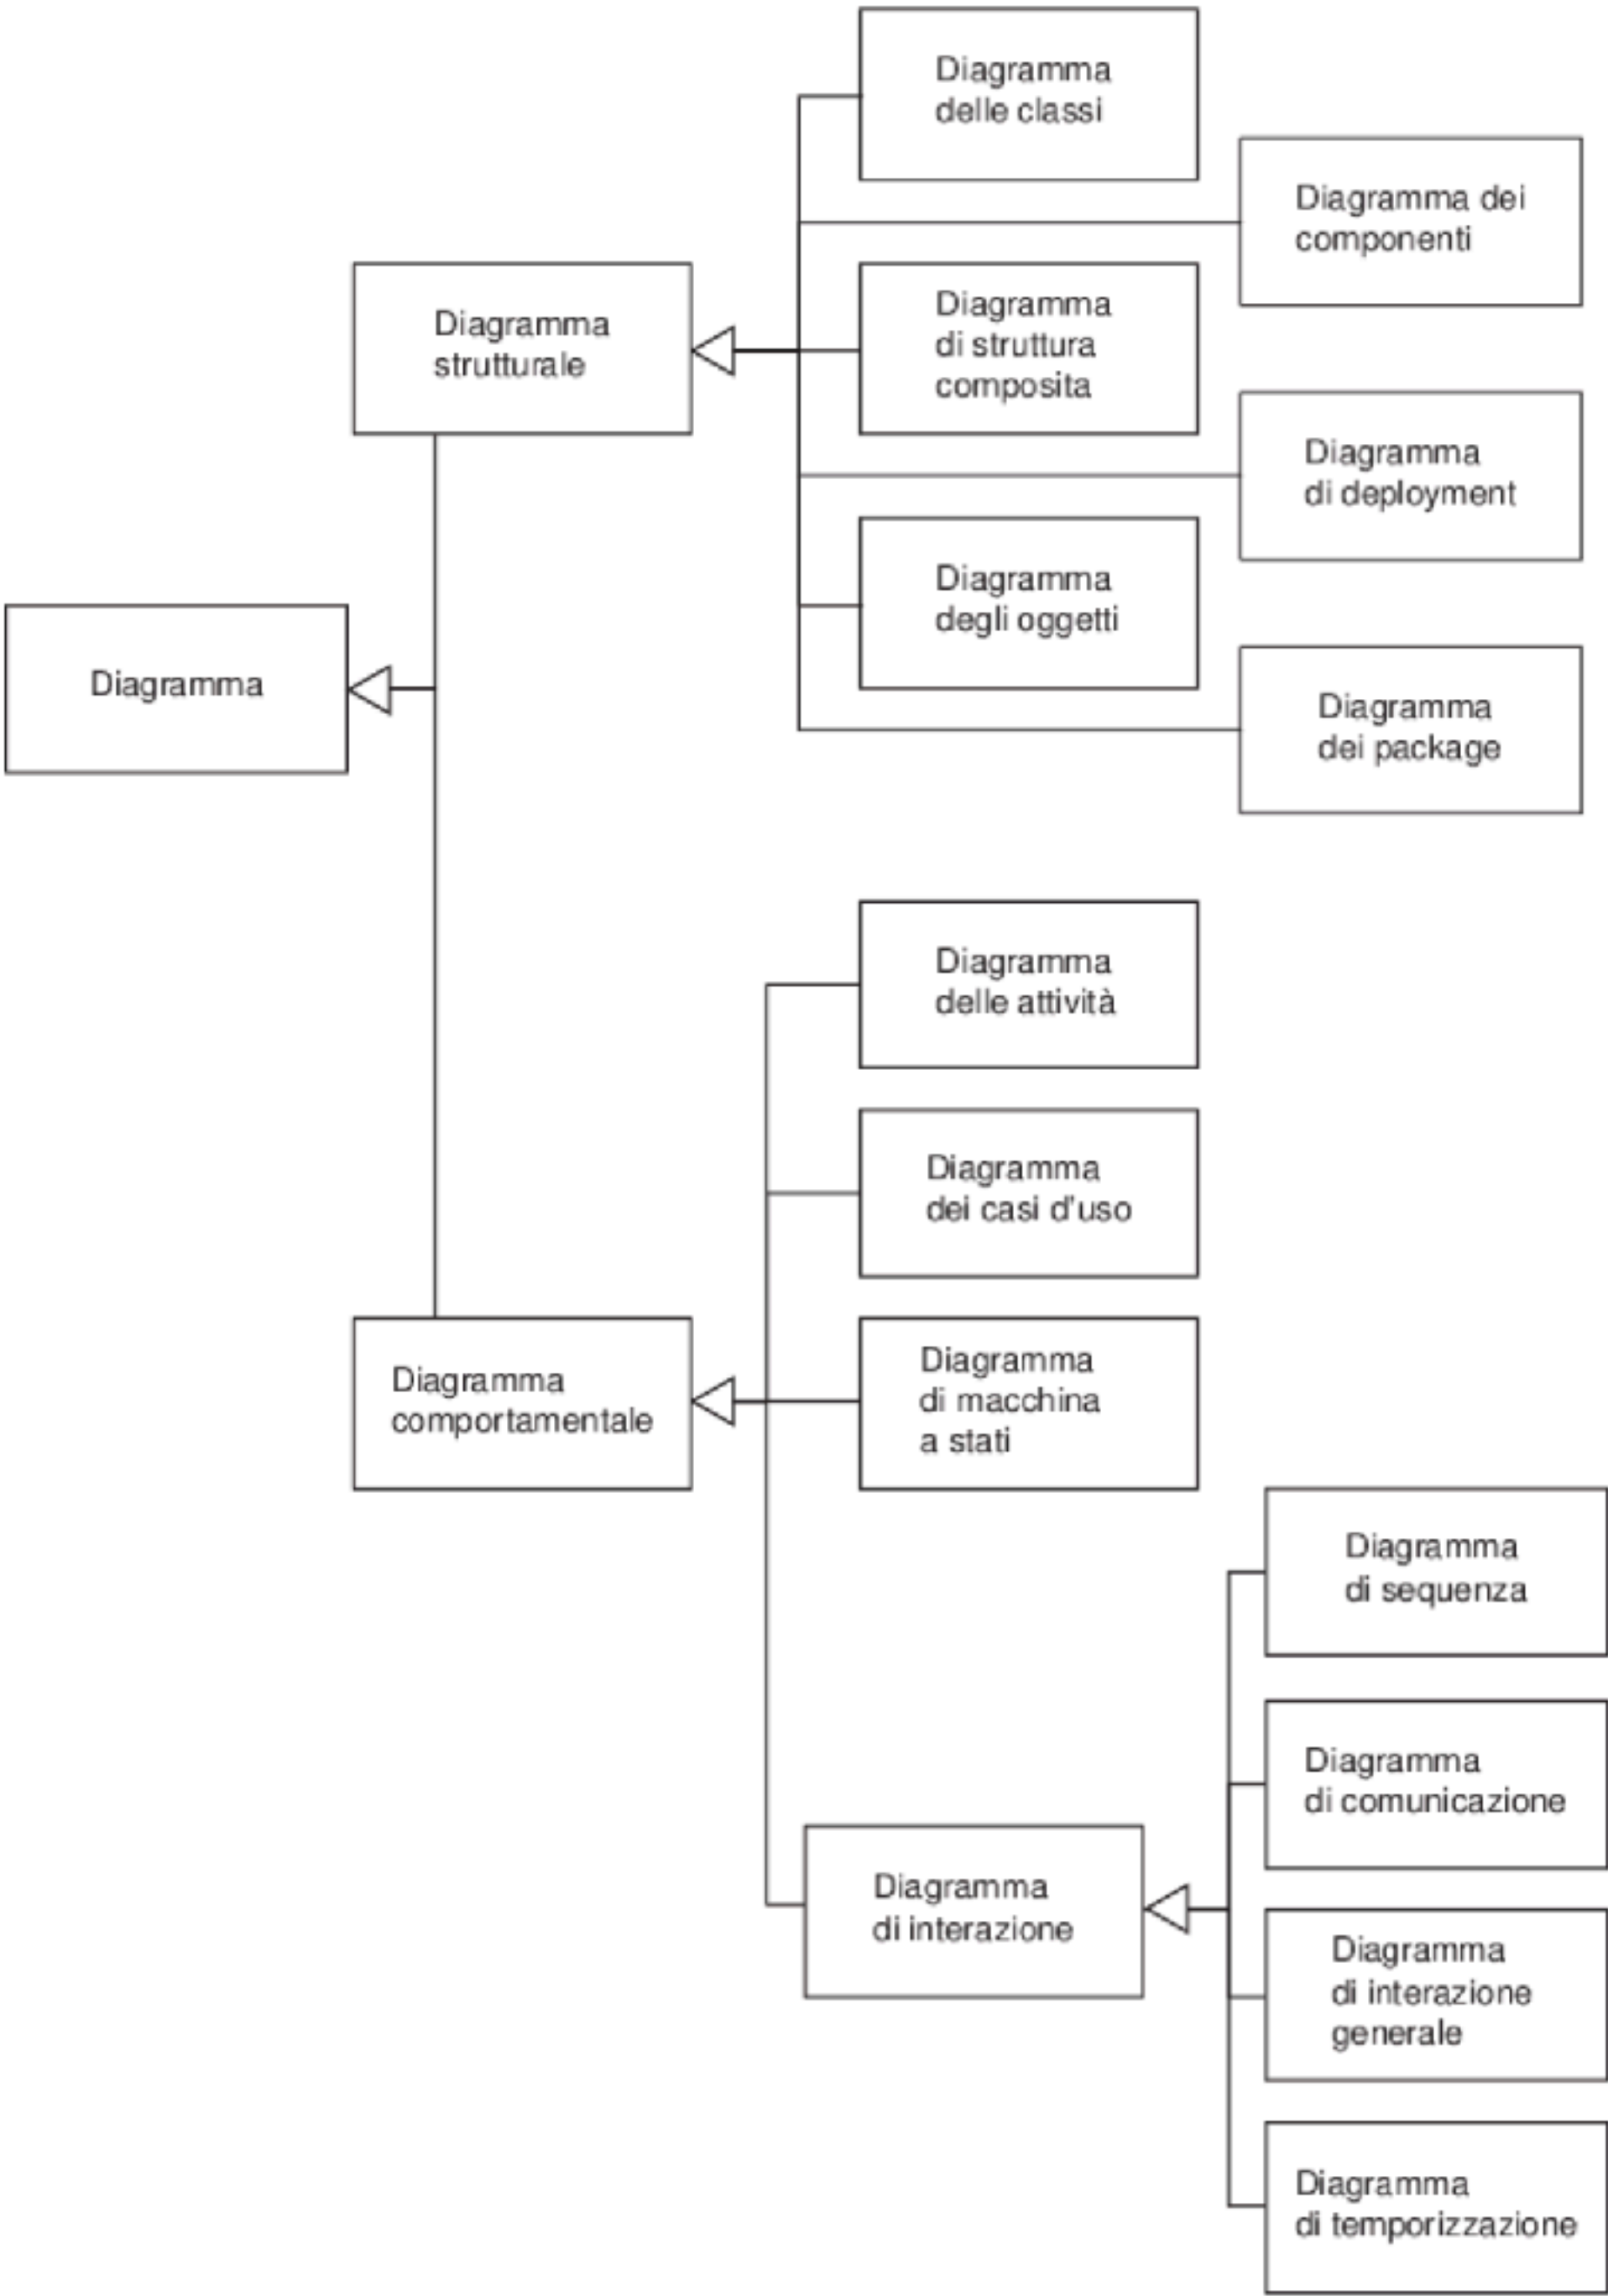 Diagramma
delle classi
Diagramma dei
componenti
Diagramma
strutturale
Diagramma
di struttura
composita
Diagramma
di deployment
Diagramma
degli oggetti
Diagramma
Diagramma
dei package
Diagramma
delle attività
Diagramma
dei casi d'uso
Diagramma
comportamentale
Diagramma
di macchina
a stati
Diagramma
di sequenza
Diagramma
di comunicazione
Diagramma
di interazione
Diagramma
di interazione
generale
Diagramma
di temporizzazione